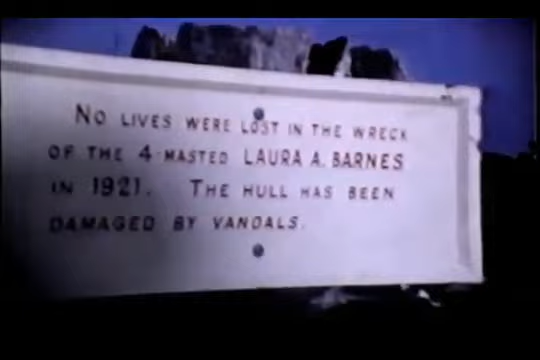 NO LIVES WERE LOST IN THE WRECK
OF THE 4-MASTED LAURA A. BARNES
IN 1921. THE HULL HAS BEEN
DAMAGED BY VANDALS.